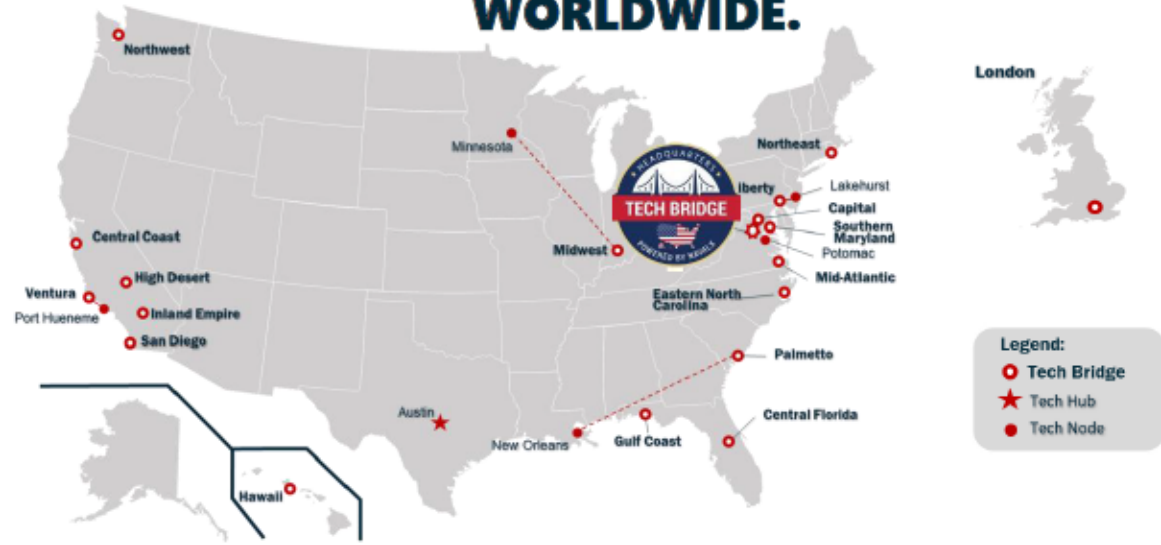 WORLDWIDE.
Northwest
London
Minnesota
Northeast
HEADQUARTERS
TECH BRIDGE
POWERED BY NAVALX
iberty
Lakehurst
Capital
Southern
Maryland
Potomac
Mid-Atlantic
Midwest
Central Coast
High Desert
Ventura
Port Hueneme
Inland Empire
San Diego
Eastern North
Carolina
Palmetto
Austin
New Orleans
Gulf Coast
Central Florida
Hawaii
Legend:
Tech Bridge
Tech Hub
Tech Node